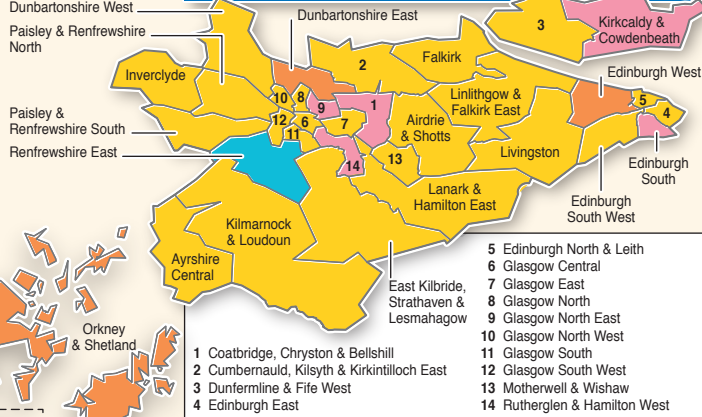 Dunbartonshire West
Paisley & Renfrewshire
North
Dunbartonshire East
3
Kirkcaldy &
Cowdenbeath
Inverclyde
2
Falkirk
Edinburgh West
10
8
9
1
Linlithgow &
Falkirk East
5
4
Paisley &
Renfrewshire South
12
6
7
11
Airdrie
& Shotts
Renfrewshire East
14
13
Livingston
Edinburgh
South
Lanark &
Hamilton East
Edinburgh
South West
Kilmarnock
& Loudoun
Ayrshire
Central
East Kilbride,
Strathaven &
Lesmahagow
Orkney
& Shetland
1 Coatbridge, Chryston & Bellshill
2 Cumbernauld, Kilsyth & Kirkintilloch East
3 Dunfermline & Fife West
4 Edinburgh East
5 Edinburgh North & Leith
6 Glasgow Central
7 Glasgow East
8 Glasgow North
9 Glasgow North East
10 Glasgow North West
11 Glasgow South
12 Glasgow South West
13 Motherwell & Wishaw
14 Rutherglen & Hamilton West